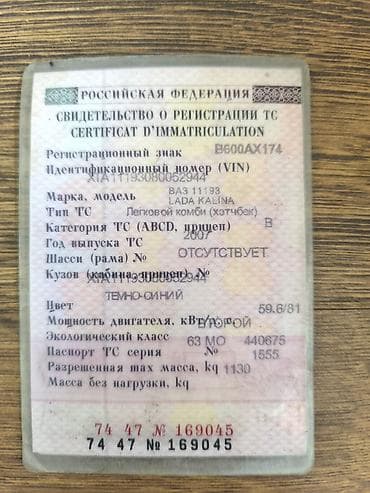 РОССИЙСКАЯ ФЕДЕРАЦИЯ
СВИДЕТЕЛЬСТВО О РЕГИСТРАЦИИ ТС
CERTIFICAT D'IMMATRICULATION
Регистрационный знак В600АХ174
Идентификационный номер (VIN)
XTA11193080052944
Марка, модель ВАЗ 11193
LADA KALINA
Тип ТС Легковой комби (хэтчбек)
Категория ТС (ABCD, прицеп) B
Год выпуска ТС 2007
Шасси (рама) № ОТСУТСТВУЕТ
Кузов (кабина, прицеп) №
XTA11193080052944
Цвет ТЕМНО-СИНИЙ
Мощность двигателя, кВт/л. с. 59.6/81
Экологический класс ВТОРОЙ
Паспорт ТС серия 63 МО № 440675
Разрешенная max масса, kg 1555
Масса без нагрузки, kg 1130
74 47 № 169045
74 47 № 169045